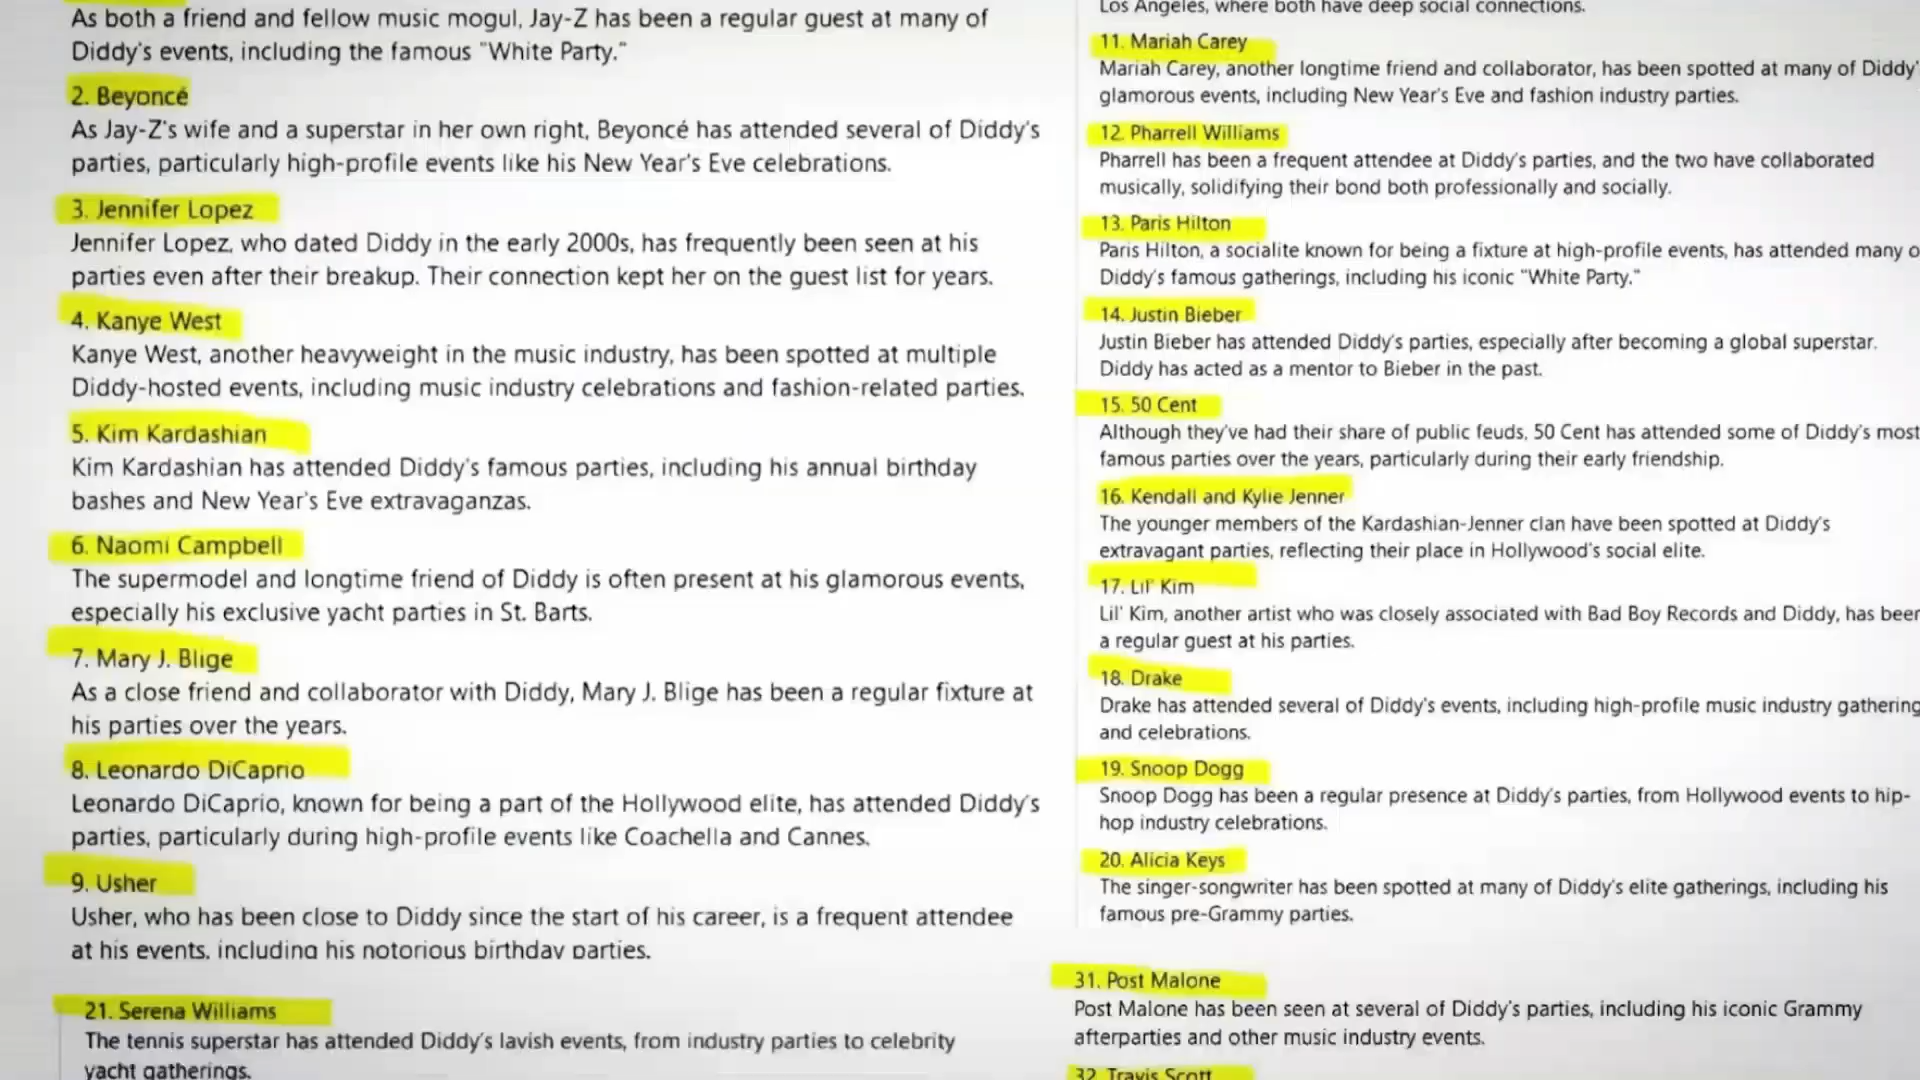 As both a friend and fellow music mogul, Jay-Z has been a regular guest at many of
Diddy's events, including the famous "White Party."
2. Beyoncé
As Jay-Z's wife and a superstar in her own right, Beyoncé has attended several of Diddy's
parties, particularly high-profile events like his New Year's Eve celebrations.
3. Jennifer Lopez
Jennifer Lopez, who dated Diddy in the early 2000s, has frequently been seen at his
parties even after their breakup. Their connection kept her on the guest list for years.
4. Kanye West
Kanye West, another heavyweight in the music industry, has been spotted at multiple
Diddy-hosted events, including music industry celebrations and fashion-related parties.
5. Kim Kardashian
Kim Kardashian has attended Diddy's famous parties, including his annual birthday
bashes and New Year's Eve extravaganzas.
6. Naomi Campbell
The supermodel and longtime friend of Diddy is often present at his glamorous events,
especially his exclusive yacht parties in St. Barts.
7. Mary J. Blige
As a close friend and collaborator with Diddy, Mary J. Blige has been a regular fixture at
his parties over the years.
8. Leonardo DiCaprio
Leonardo DiCaprio, known for being a part of the Hollywood elite, has attended Diddy's
parties, particularly during high-profile events like Coachella and Cannes.
9. Usher
Usher, who has been close to Diddy since the start of his career, is a frequent attendee
at his events, including his notorious birthday parties.
21. Serena Williams
The tennis superstar has attended Diddy's lavish events, from industry parties to celebrity
yacht gatherings.
Los Angeles, where both have deep social connections.
11. Mariah Carey
Mariah Carey, another longtime friend and collaborator, has been spotted at many of Diddy'
glamorous events, including New Year's Eve and fashion industry parties.
12. Pharrell Williams
Pharrell has been a frequent attendee at Diddy's parties, and the two have collaborated
musically, solidifying their bond both professionally and socially.
13. Paris Hilton
Paris Hilton, a socialite known for being a fixture at high-profile events, has attended many o
Diddy's famous gatherings, including his iconic "White Party."
14. Justin Bieber
Justin Bieber has attended Diddy's parties, especially after becoming a global superstar.
Diddy has acted as a mentor to Bieber in the past.
15. 50 Cent
Although they've had their share of public feuds, 50 Cent has attended some of Diddy's most
famous parties over the years, particularly during their early friendship.
16. Kendall and Kylie Jenner
The younger members of the Kardashian-Jenner clan have been spotted at Diddy's
extravagant parties, reflecting their place in Hollywood's social elite.
17. Lil' Kim
Lil' Kim, another artist who was closely associated with Bad Boy Records and Diddy, has been
a regular guest at his parties.
18. Drake
Drake has attended several of Diddy's events, including high-profile music industry gathering
and celebrations.
19. Snoop Dogg
Snoop Dogg has been a regular presence at Diddy's parties, from Hollywood events to hip-
hop industry celebrations.
20. Alicia Keys
The singer-songwriter has been spotted at many of Diddy's elite gatherings, including his
famous pre-Grammy parties.
31. Post Malone
Post Malone has been seen at several of Diddy's parties, including his iconic Grammy
afterparties and other music industry events.
32. Travis Scott